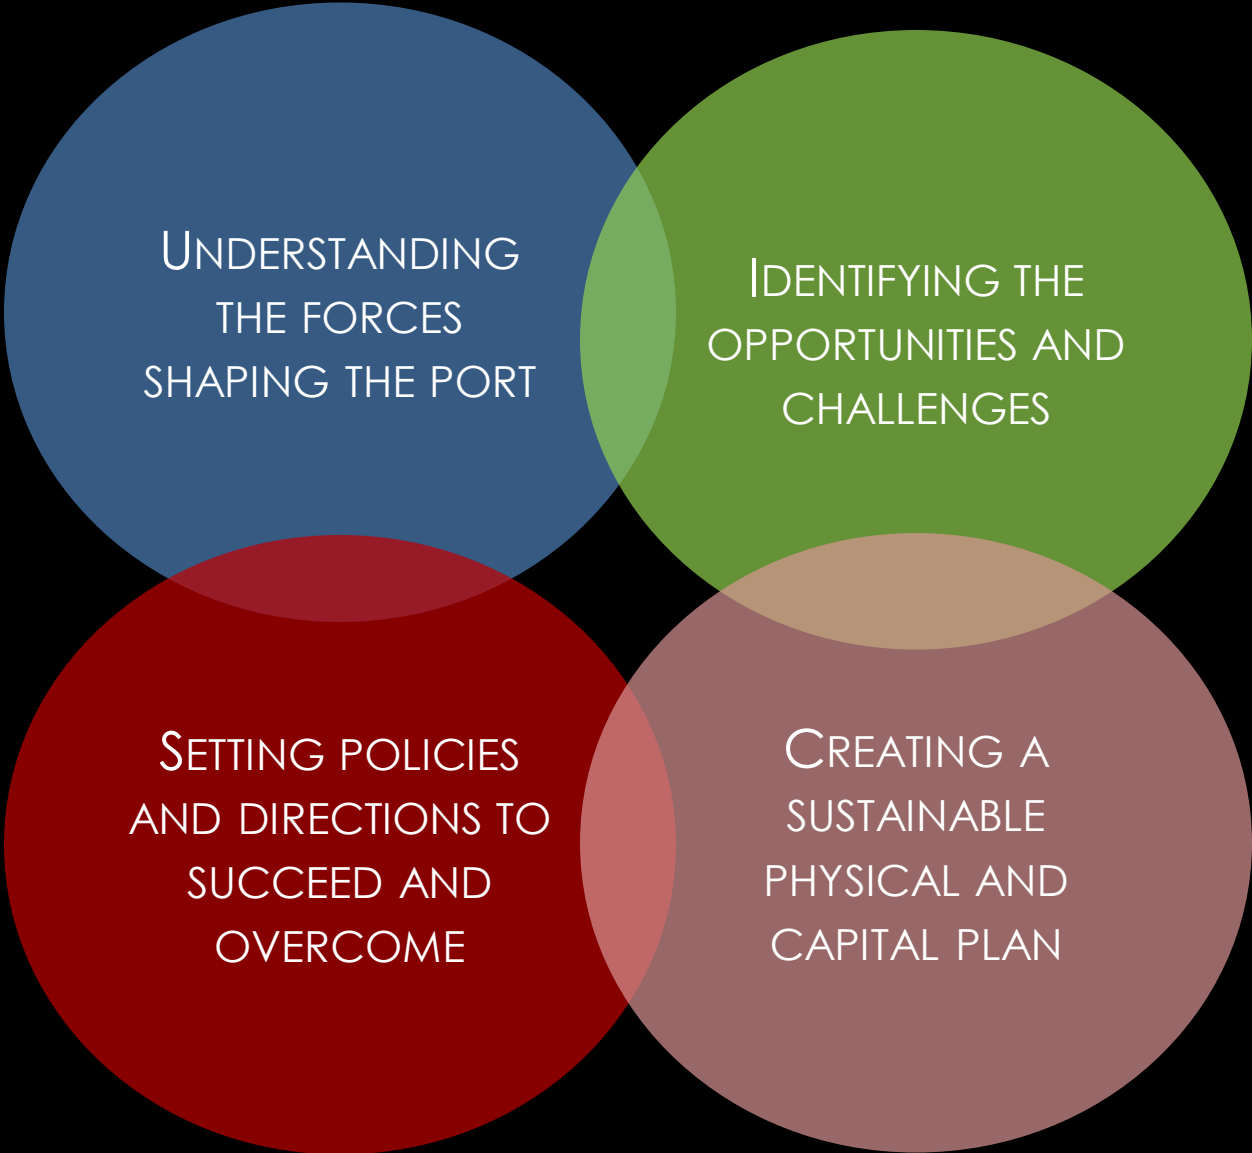 Understanding
the forces
shaping the port
Identifying the
opportunities and
challenges
Setting policies
and directions to
succeed and
overcome
Creating a
sustainable
physical and
capital plan